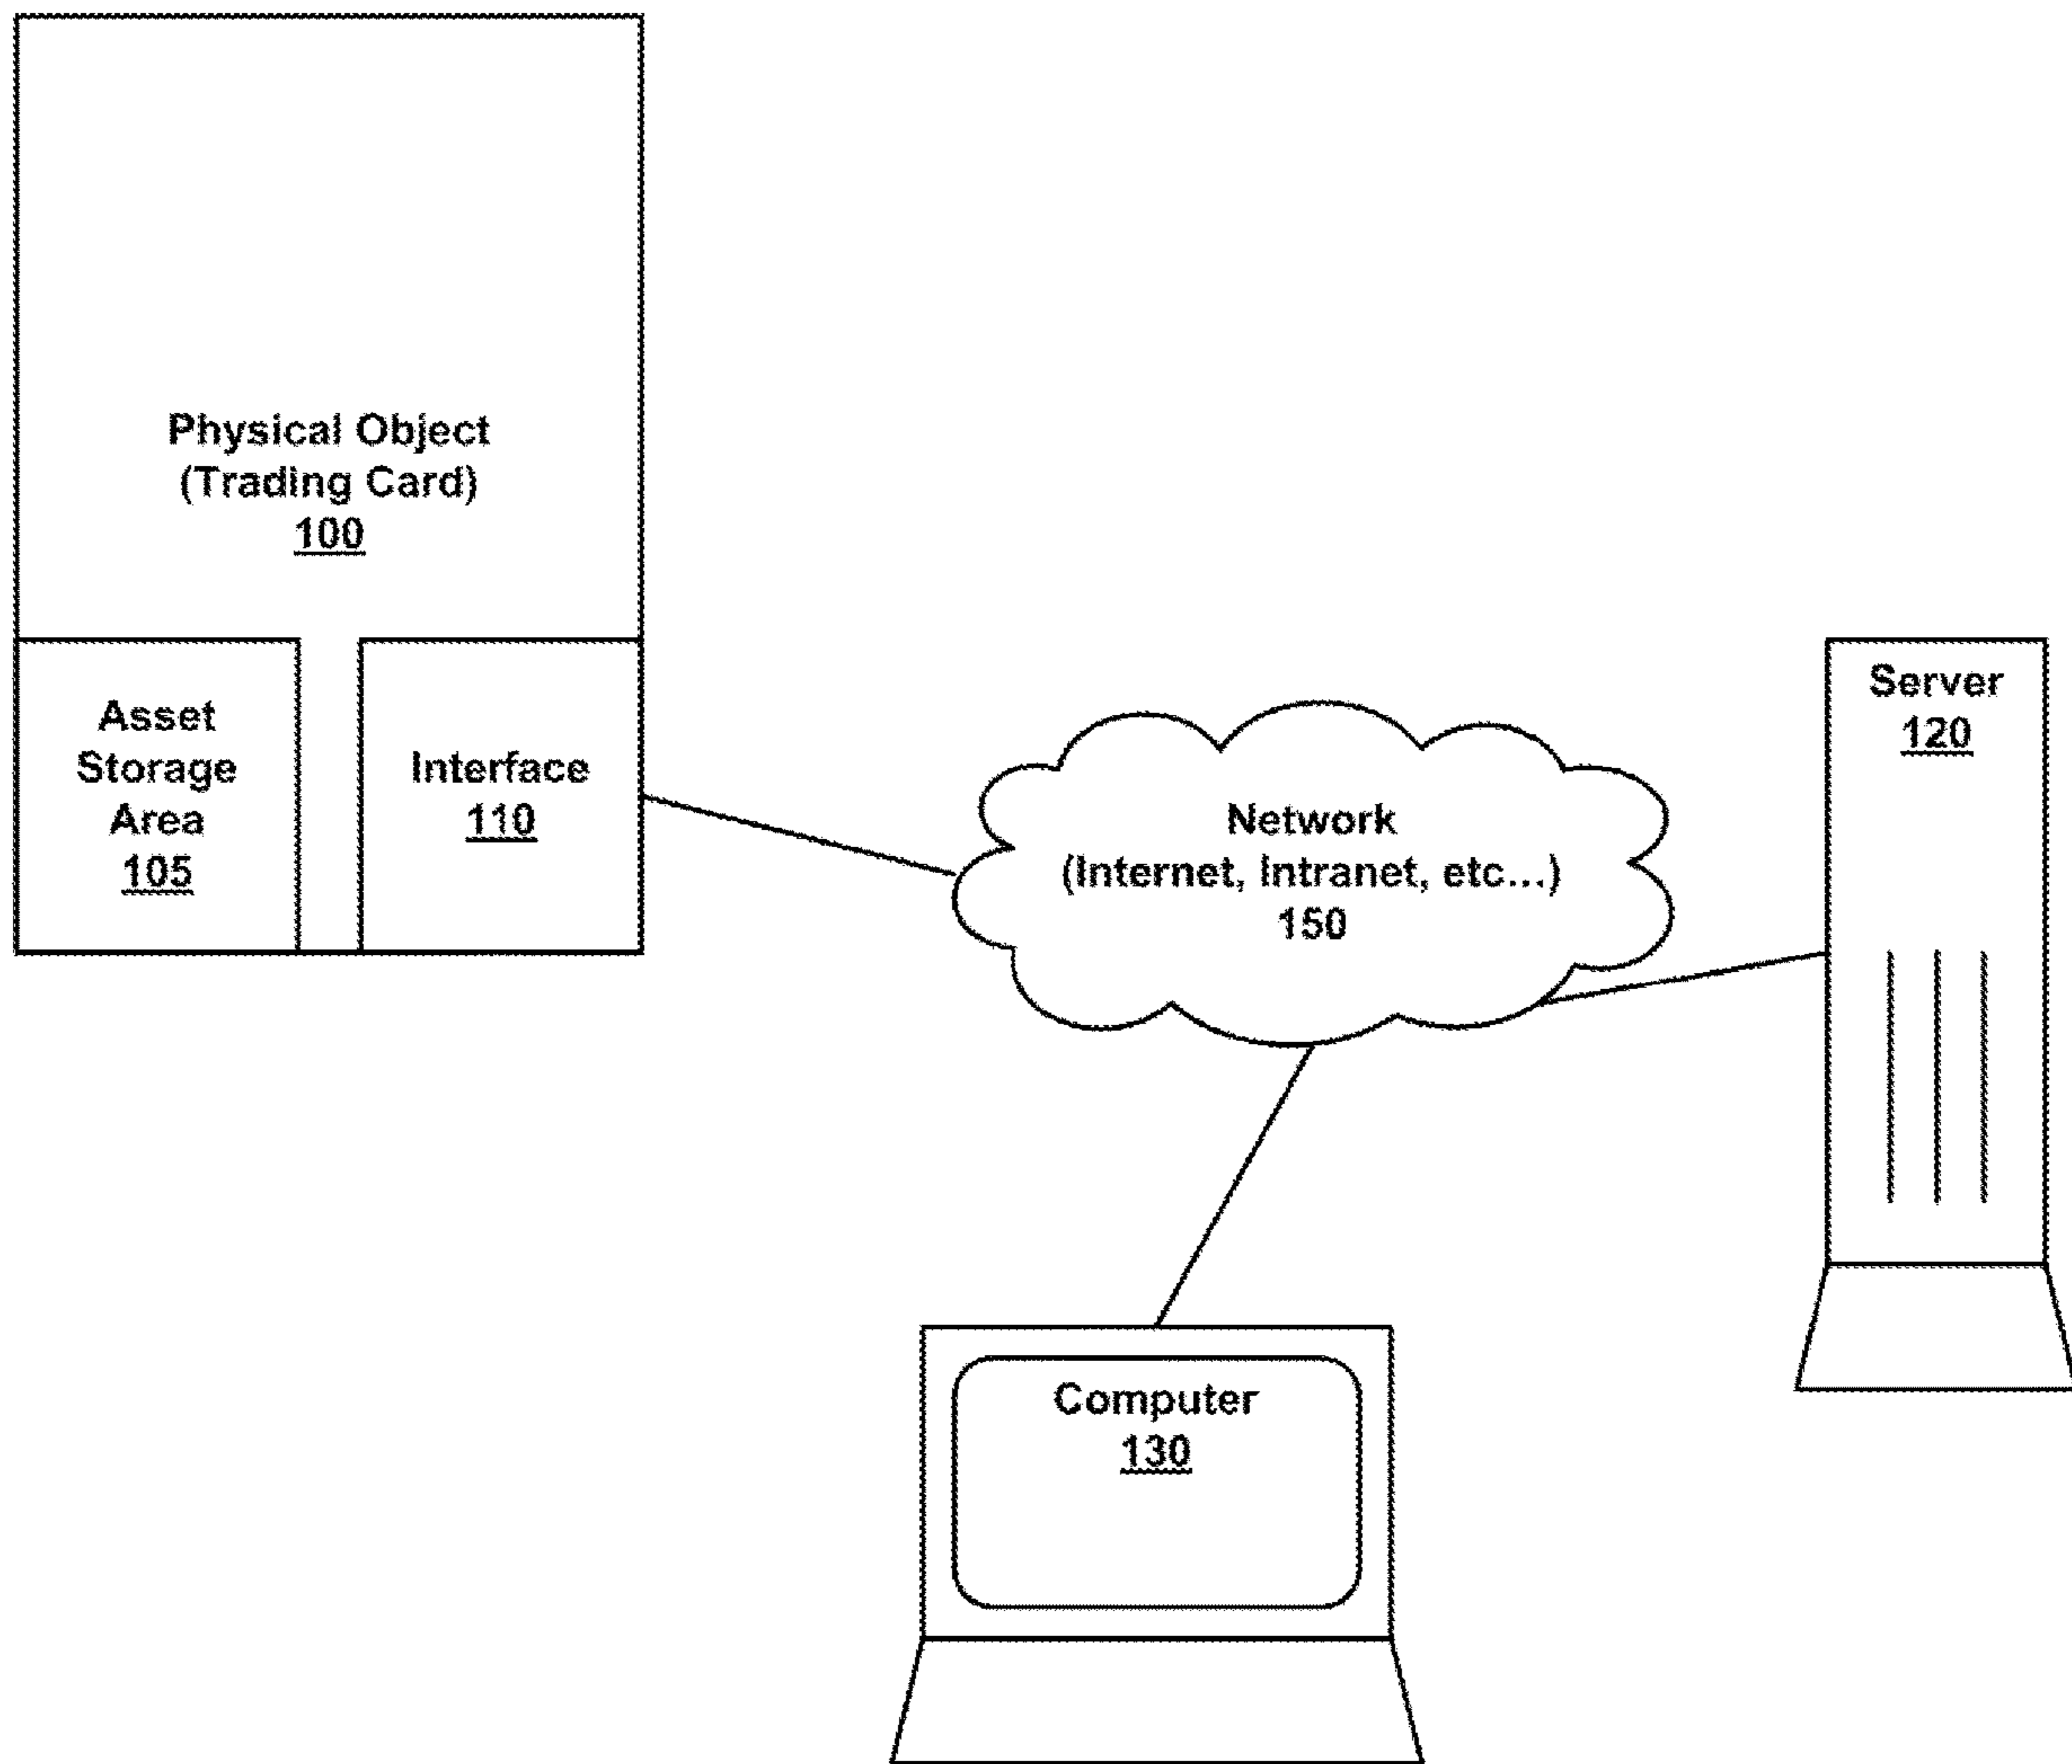 Physical Object
(Trading Card)
100
Asset
Storage
Area
105
Interface
110
Network
(Internet, Intranet, etc...)
150
Server
120
Computer
130